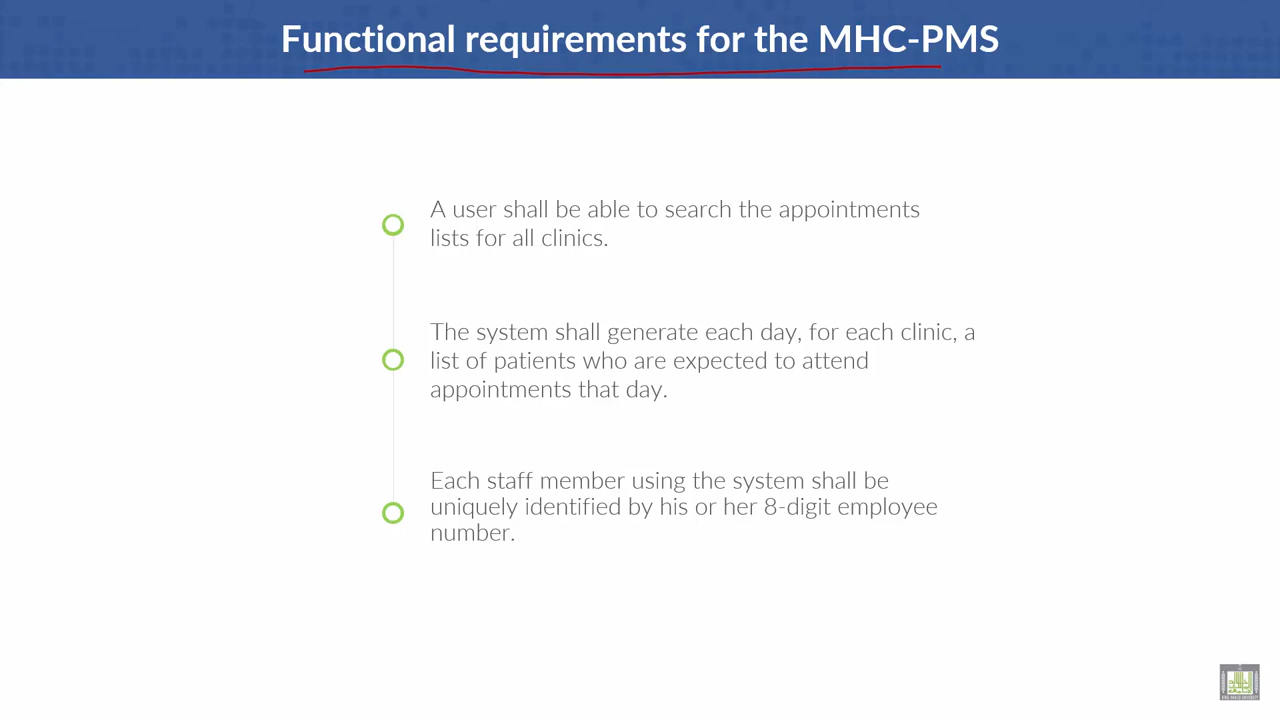 Functional requirements for the MHC-PMS
A user shall be able to search the appointments
lists for all clinics.
The system shall generate each day, for each clinic, a
list of patients who are expected to attend
appointments that day.
Each staff member using the system shall be
uniquely identified by his or her 8-digit employee
number.